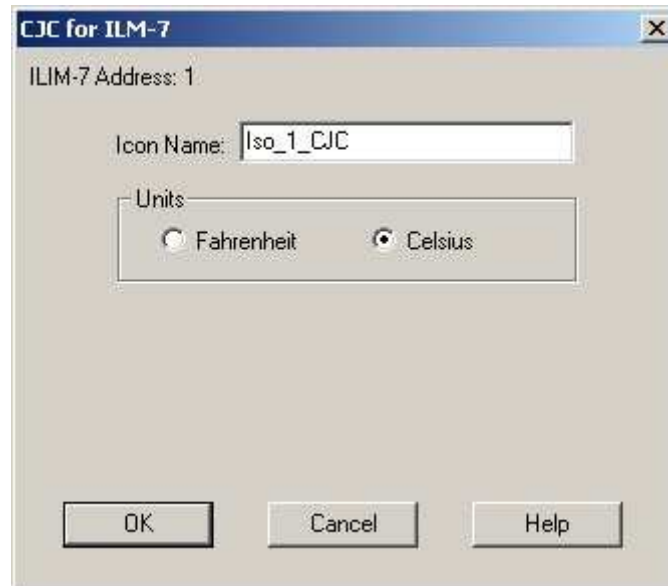 CJC for ILM-7
ILIM-7 Address: 1
Icon Name: Iso_1_CJC
Units
Fahrenheit Celsius
OK Cancel Help